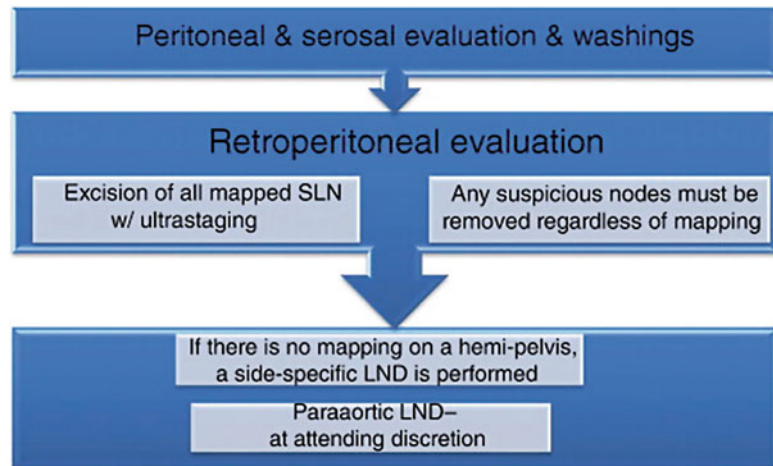 Peritoneal & serosal evaluation & washings
Retroperitoneal evaluation
Excision of all mapped SLN
w/ ultrastaging
Any suspicious nodes must be
removed regardless of mapping
If there is no mapping on a hemi-pelvis,
a side-specific LND is performed
Paraaortic LND–
at attending discretion